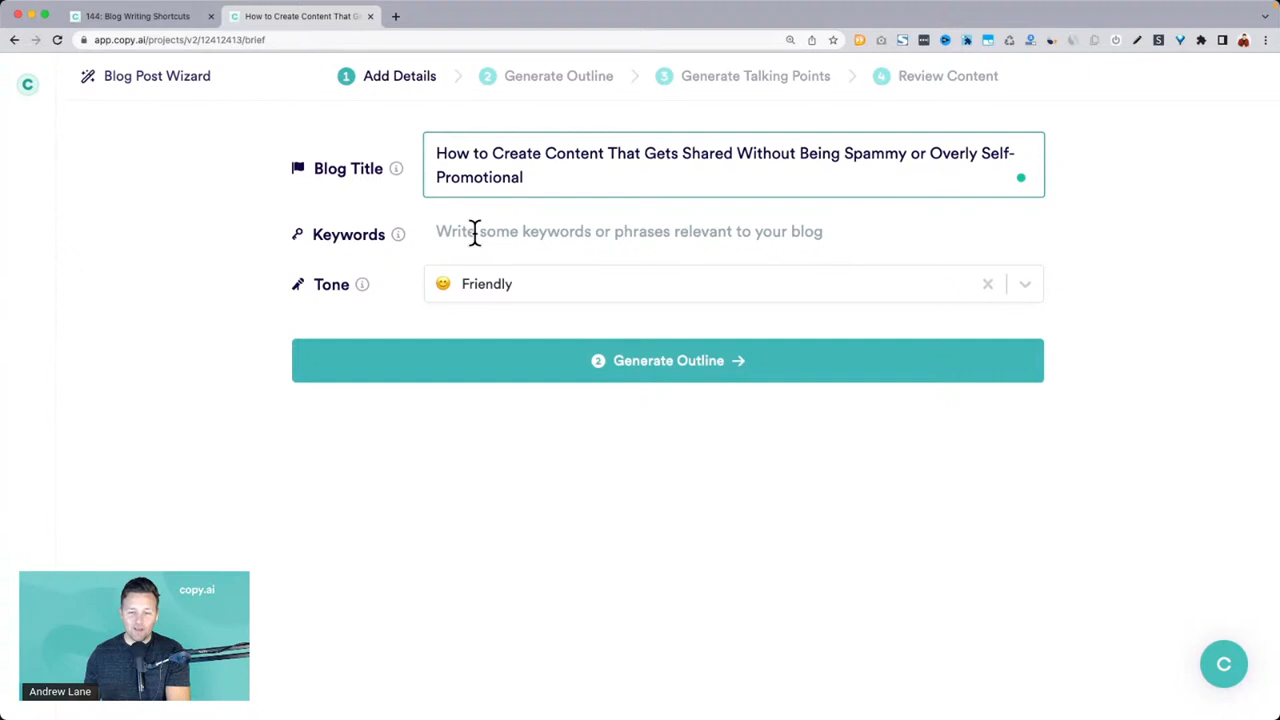 144: Blog Writing Shortcuts
How to Create Content That G
app.copy.ai/projects/v2/12412413/brief
Blog Post Wizard
1 Add Details
2 Generate Outline
3 Generate Talking Points
4 Review Content
Blog Title
How to Create Content That Gets Shared Without Being Spammy or Overly Self-
Promotional
Keywords
Write some keywords or phrases relevant to your blog
Tone
Friendly
2 Generate Outline
copy.ai
Andrew Lane